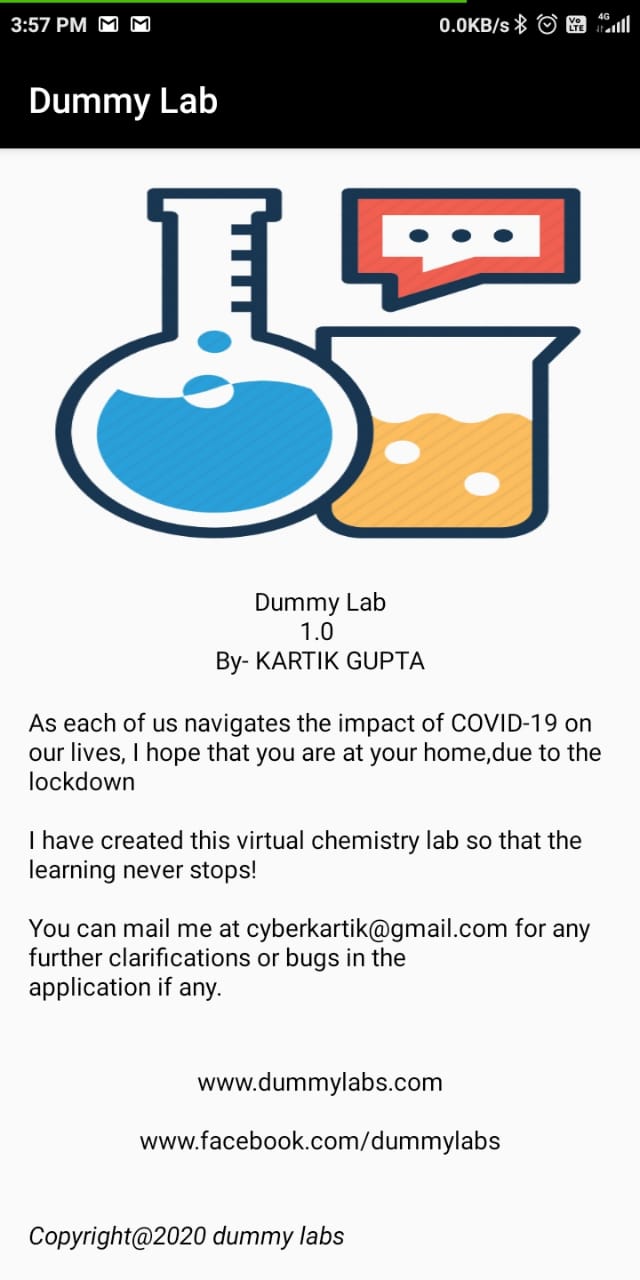 3:57 PM
0.0KB/s
Vo
LTE
4G
Dummy Lab
Dummy Lab
1.0
By- KARTIK GUPTA
As each of us navigates the impact of COVID-19 on
our lives, I hope that you are at your home,due to the
lockdown
I have created this virtual chemistry lab so that the
learning never stops!
You can mail me at cyberkartik@gmail.com for any
further clarifications or bugs in the
application if any.
www.dummylabs.com
www.facebook.com/dummylabs
Copyright@2020 dummy labs